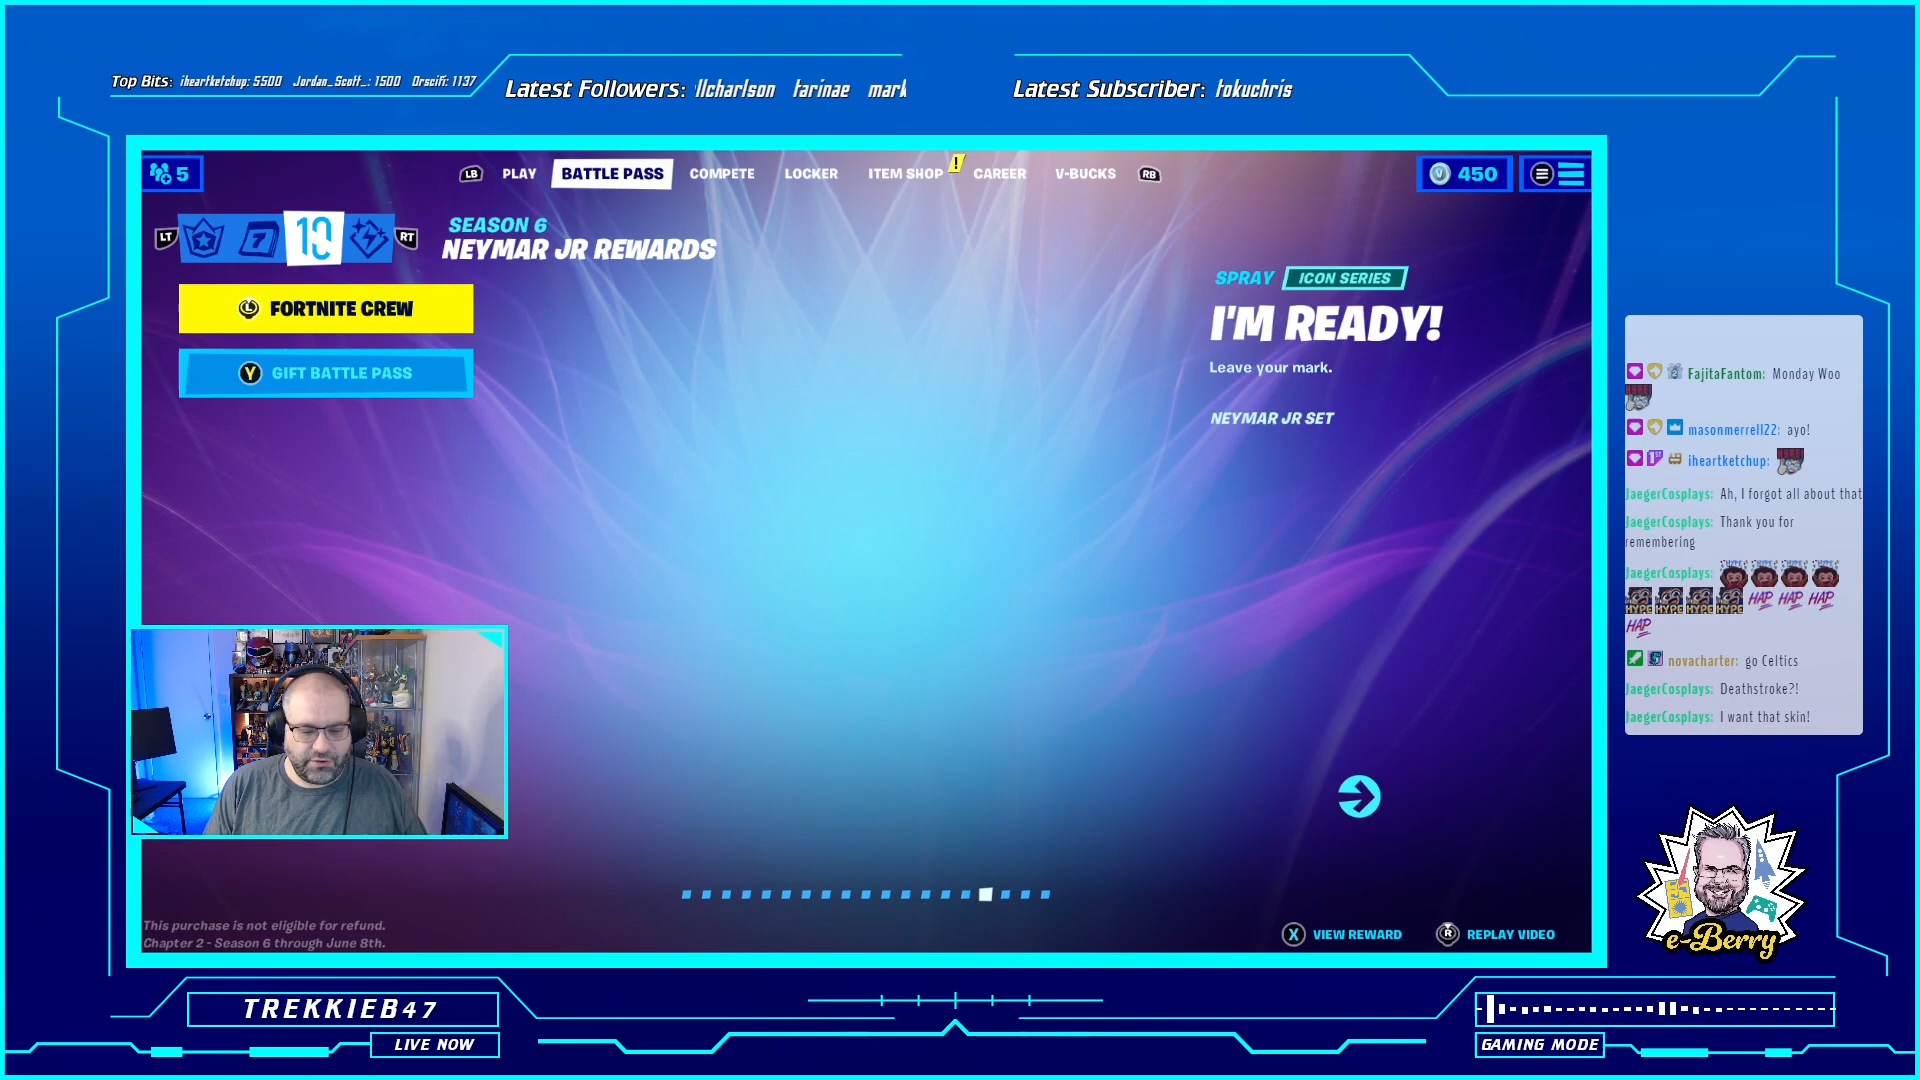 Top Bits: iheartketchup: 5500 Jordan_Scott_: 1500 Orscifi: 1137
Latest Followers: llcharlson tarinae mark
Latest Subscriber: tokuchris
5
LB PLAY BATTLE PASS COMPETE LOCKER ITEM SHOP ! CAREER V-BUCKS RB
V 450
LT 7 10 RT
SEASON 6
NEYMAR JR REWARDS
L FORTNITE CREW
Y GIFT BATTLE PASS
SPRAY ICON SERIES
I'M READY!
Leave your mark.
NEYMAR JR SET
FajitaFantom: Monday Woo
masonmerrell22: ayo!
iheartketchup:
JaegerCosplays: Ah, I forgot all about that
JaegerCosplays: Thank you for
remembering
JaegerCosplays:
HYPE HYPE HYPE HYPE HAP HAP HAP
HAP
novacharter: go Celtics
JaegerCosplays: Deathstroke?!
JaegerCosplays: I want that skin!
This purchase is not eligible for refund.
Chapter 2 - Season 6 through June 8th.
X VIEW REWARD R REPLAY VIDEO
e-Berry
TREKKIEB47
LIVE NOW
GAMING MODE